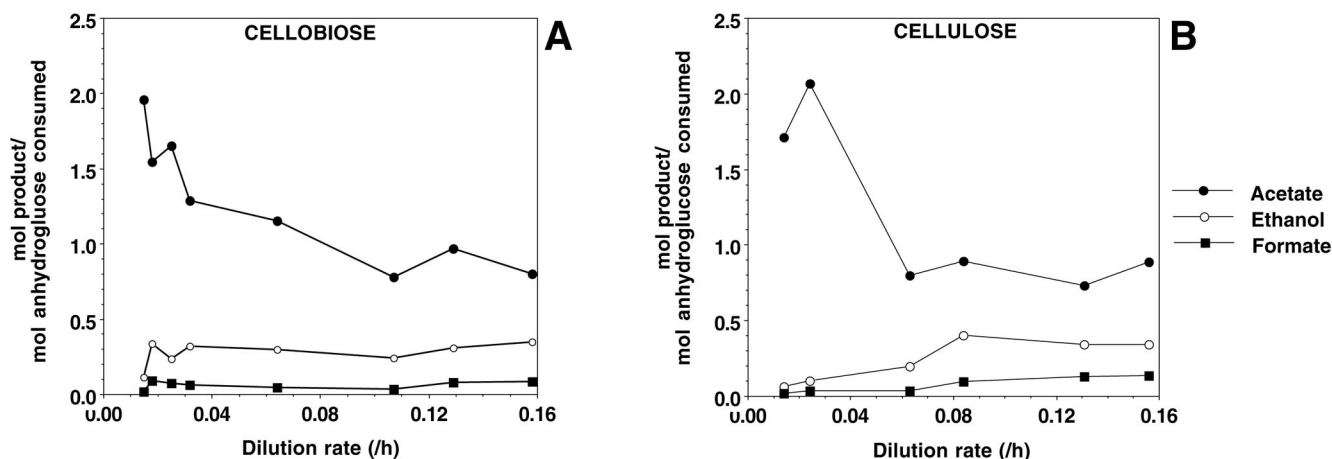 CELLOBIOSE
A
mol product/
mol anhydrogluose consumed
2.5
2.0
1.5
1.0
0.5
0.0
0.00
0.04
0.08
0.12
0.16
Dilution rate (/h)
CELLULOSE
B
mol product/
mol anhydroglucose consumed
2.5
2.0
1.5
1.0
0.5
0.0
0.00
0.04
0.08
0.12
0.16
Dilution rate (/h)
Acetate
Ethanol
Formate